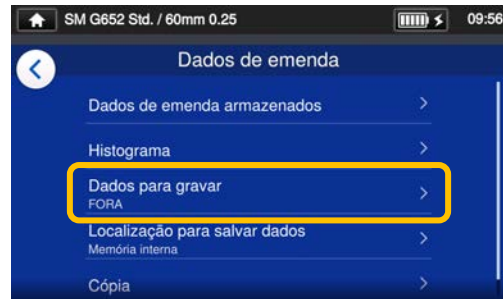 SM G652 Std. / 60mm 0.25 09:56
Dados de emenda
Dados de emenda armazenados
Histograma
Dados para gravar
FORA
Localização para salvar dados
Memória interna
Cópia